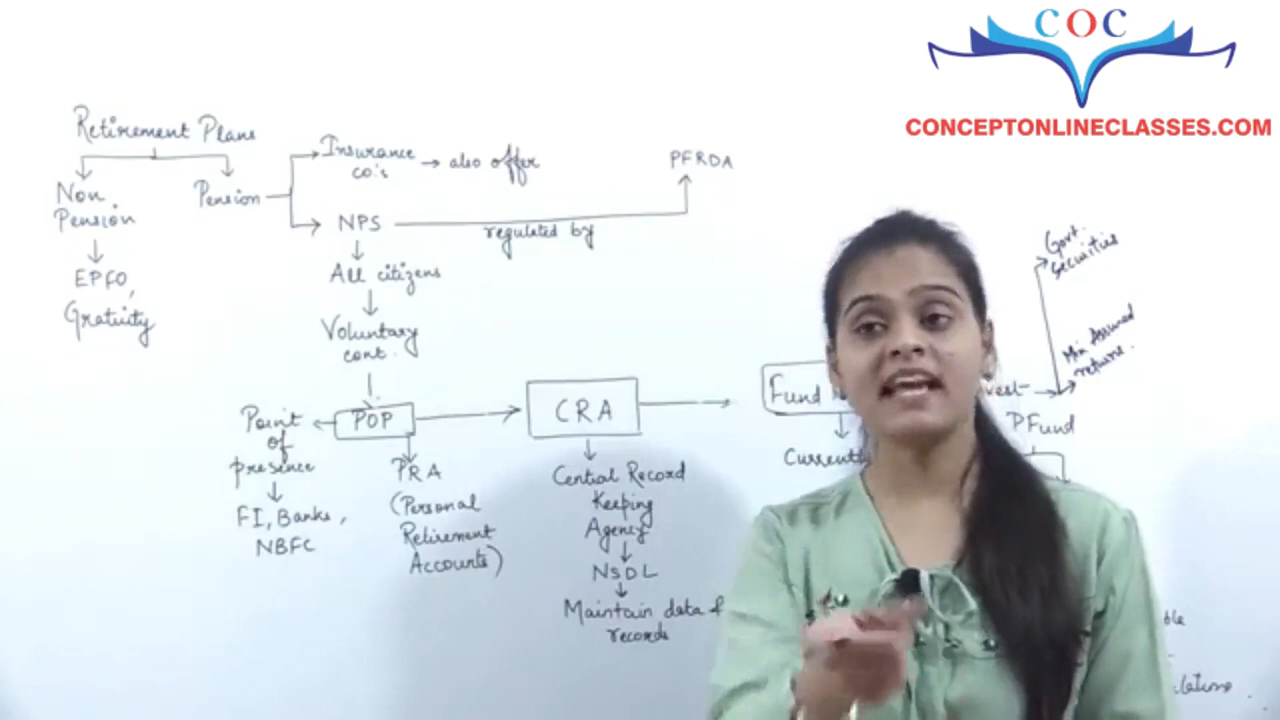 COC
CONCEPTONLINECLASSES.COM
Retirement Plans
Non
Pension
EPFO,
Gratuity
Pension
Insurance
co's
also offer
NPS
regulated by
PFRDA
All citizens
Voluntary
cont.
POP
Point
of
presence
FI, Banks,
NBFC
PRA
(Personal
Retirement
Accounts)
CRA
Central Record
Keeping
Agency
NSDL
Maintain data &
records
Fund
Currently
Govt.
Securities
Min Assured
returns.
PFund